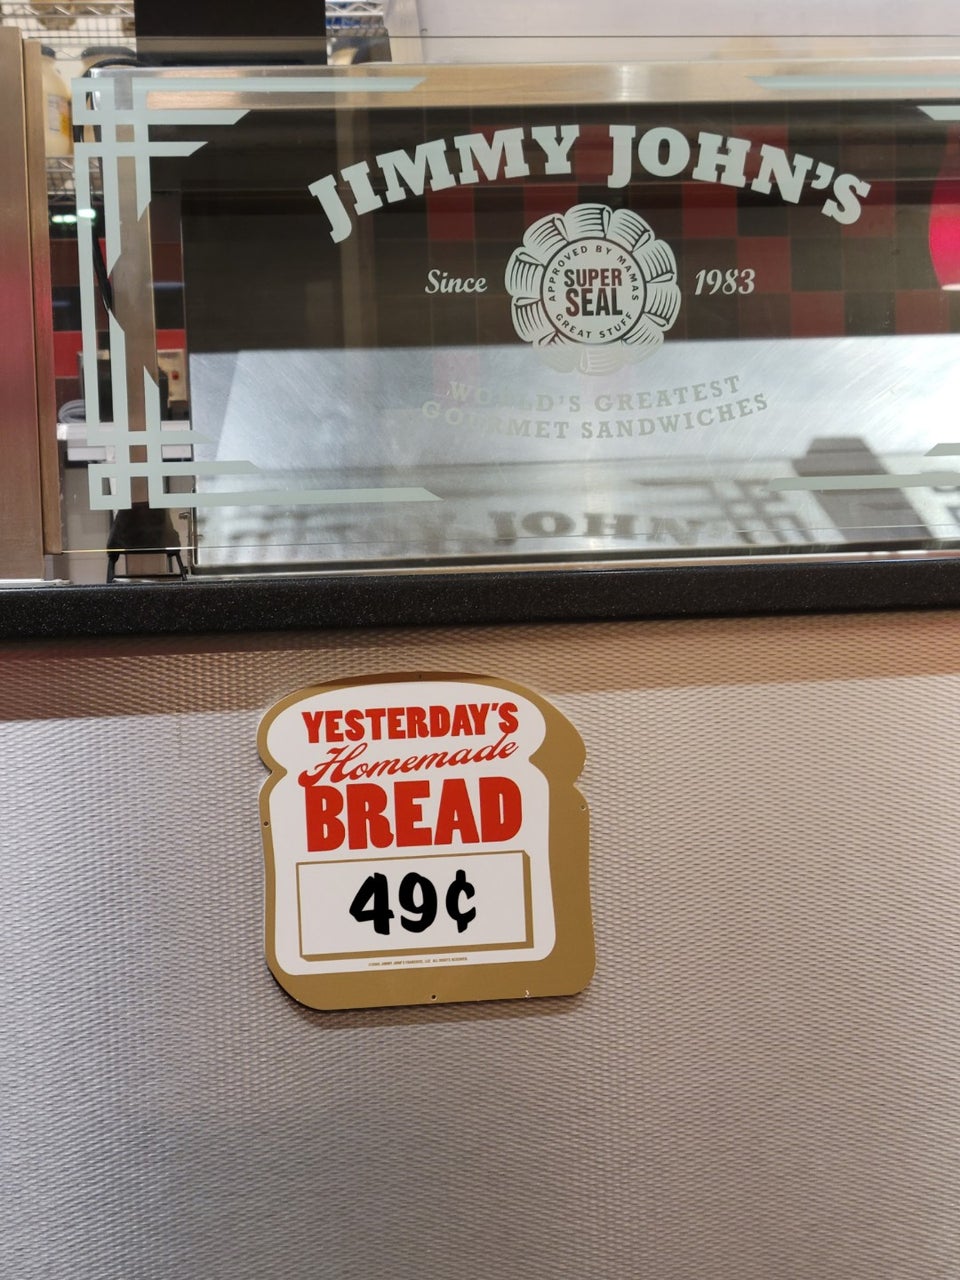 JIMMY JOHN'S
Since
1983
APPROVED BY MAMAS
SUPER
SEAL
GREAT STUFF
WORLD'S GREATEST
GOURMET SANDWICHES
YESTERDAY'S
Homemade
BREAD
49¢